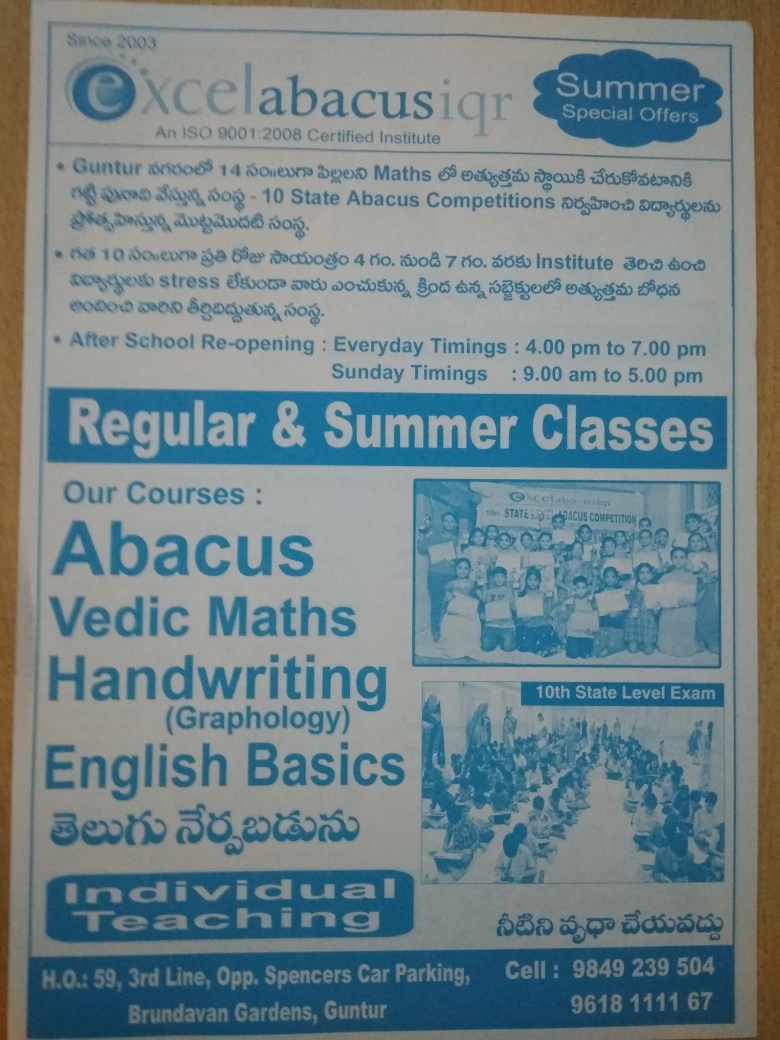 Since 2003
excelabacusiqr
An ISO 9001:2008 Certified Institute
Summer
Special Offers
• Guntur నగరంలో 14 సం॥లుగా పిల్లలని Maths లో అత్యుత్తమ స్థాయికి చేరుకోవటానికి
గట్టి పునాది వేస్తున్న సంస్థ - 10 State Abacus Competitions నిర్వహించి విద్యార్థులను
ప్రోత్సహిస్తున్న మొట్టమొదటి సంస్థ.
• గత 10 సం॥లుగా ప్రతి రోజు సాయంత్రం 4 గం. నుండి 7 గం. వరకు Institute తెరిచి ఉంచి
విద్యార్థులకు stress లేకుండా వారు ఎంచుకున్న క్రింద ఉన్న సబ్జెక్టులలో అత్యుత్తమ బోధన
అందించి వారిని తీర్చిదిద్దుతున్న సంస్థ.
• After School Re-opening : Everyday Timings : 4.00 pm to 7.00 pm
Sunday Timings : 9.00 am to 5.00 pm
Regular & Summer Classes
Our Courses :
Abacus
Vedic Maths
Handwriting
(Graphology)
English Basics
తెలుగు నేర్పబడును
Individual
Teaching
excelabacusiqr
10th STATE LEVEL ABACUS COMPETITION
10th State Level Exam
నీటిని వృధా చేయవద్దు
H.O.: 59, 3rd Line, Opp. Spencers Car Parking,
Brundavan Gardens, Guntur
Cell : 9849 239 504
9618 1111 67